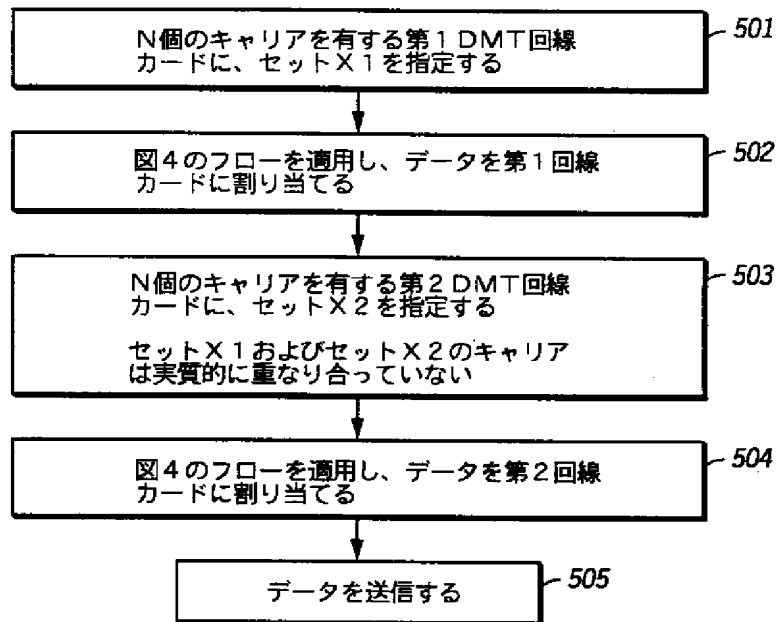 N個のキャリアを有する第1DMT回線
カードに、セットX1を指定する
501
図4のフローを適用し、データを第1回線
カードに割り当てる
502
N個のキャリアを有する第2DMT回線
カードに、セットX2を指定する
セットX1およびセットX2のキャリア
は実質的に重なり合っていない
503
図4のフローを適用し、データを第2回線
カードに割り当てる
504
データを送信する
505